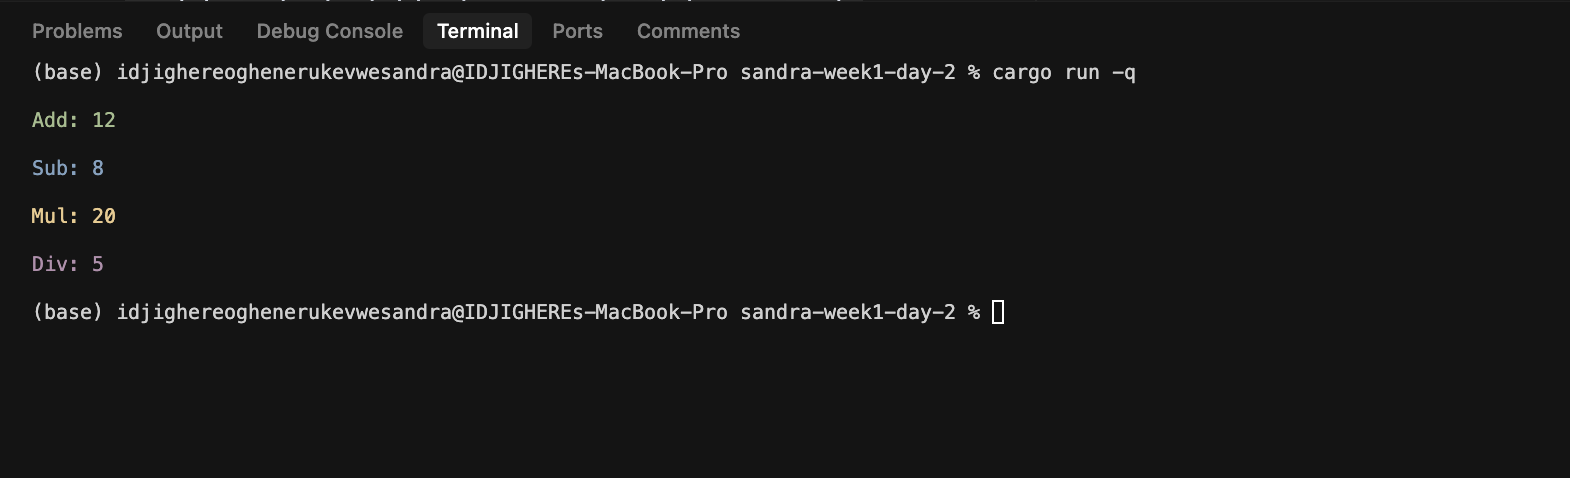 Problems Output Debug Console Terminal Ports Comments
(base) idjighereoghenerukevwesandra@IDJIGHEREs-MacBook-Pro sandra-week1-day-2 % cargo run -q
Add: 12
Sub: 8
Mul: 20
Div: 5
(base) idjighereoghenerukevwesandra@IDJIGHEREs-MacBook-Pro sandra-week1-day-2 %